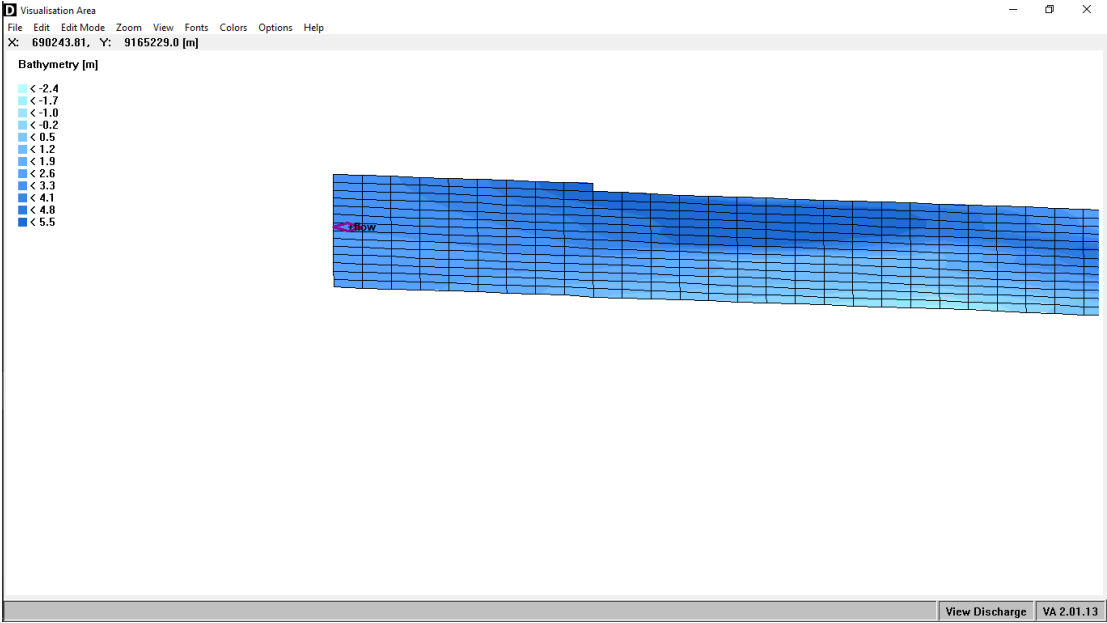 D Visualisation Area
File Edit Edit Mode Zoom View Fonts Colors Options Help
X: 690243.81, Y: 9165229.0 [m]
Bathymetry [m]
< -2.4
< -1.7
< -1.0
< -0.2
< 0.5
< 1.2
< 1.9
< 2.6
< 3.3
< 4.1
< 4.8
< 5.5
View Discharge VA 2.01.13